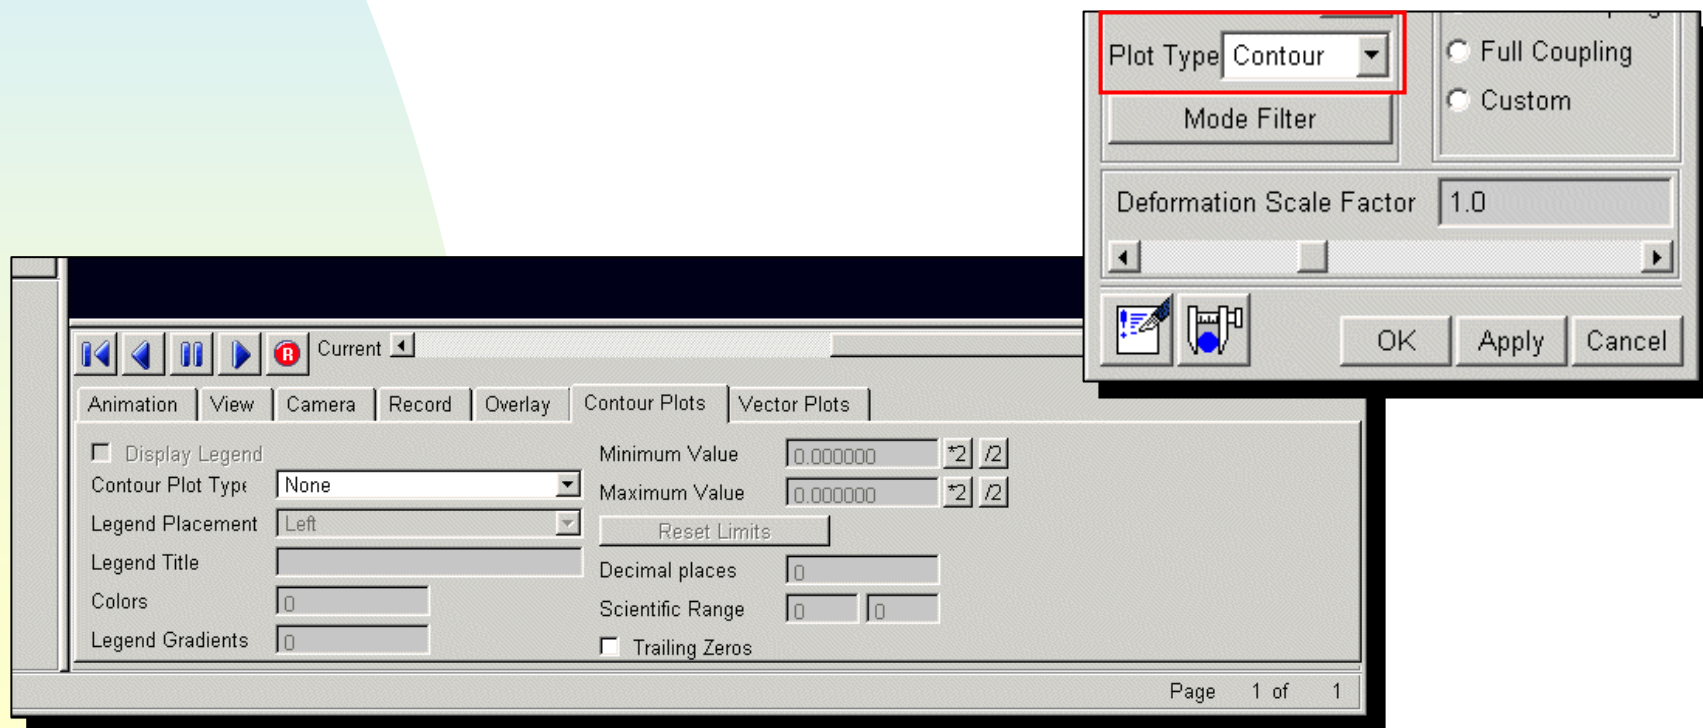 Plot Type Contour
Full Coupling
Custom
Mode Filter
Deformation Scale Factor 1.0
OK Apply Cancel
R Current
Animation View Camera Record Overlay Contour Plots Vector Plots
Display Legend
Contour Plot Type None
Legend Placement Left
Legend Title
Colors 0
Legend Gradients 0
Minimum Value 0.000000 *2 /2
Maximum Value 0.000000 *2 /2
Reset Limits
Decimal places 0
Scientific Range 0 0
Trailing Zeros
Page 1 of 1